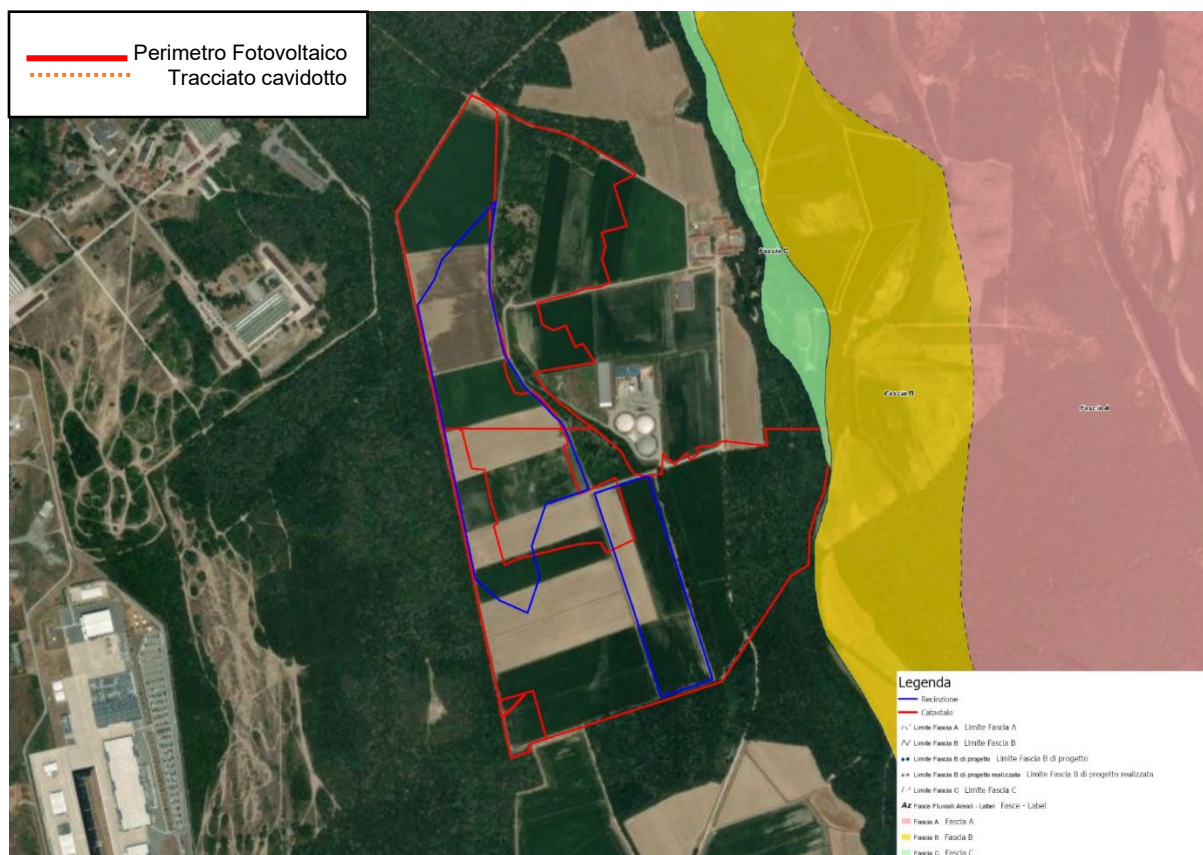 Perimetro Fotovoltaico
Tracciato cavidotto
Fascia C
Fascia B
Fascia A
Legenda
Recinzione
Catastale
Limite Fascia A Limite Fascia A
Limite Fascia B Limite Fascia B
Limite Fascia B di progetto Limite Fascia B di progetto
Limite Fascia B di progetto realizzata Limite Fascia B di progetto realizzata
Limite Fascia C Limite Fascia C
Az Fasce Fluviali Areali - Label Fasce - Label
Fascia A Fascia A
Fascia B Fascia B
Fascia C Fascia C